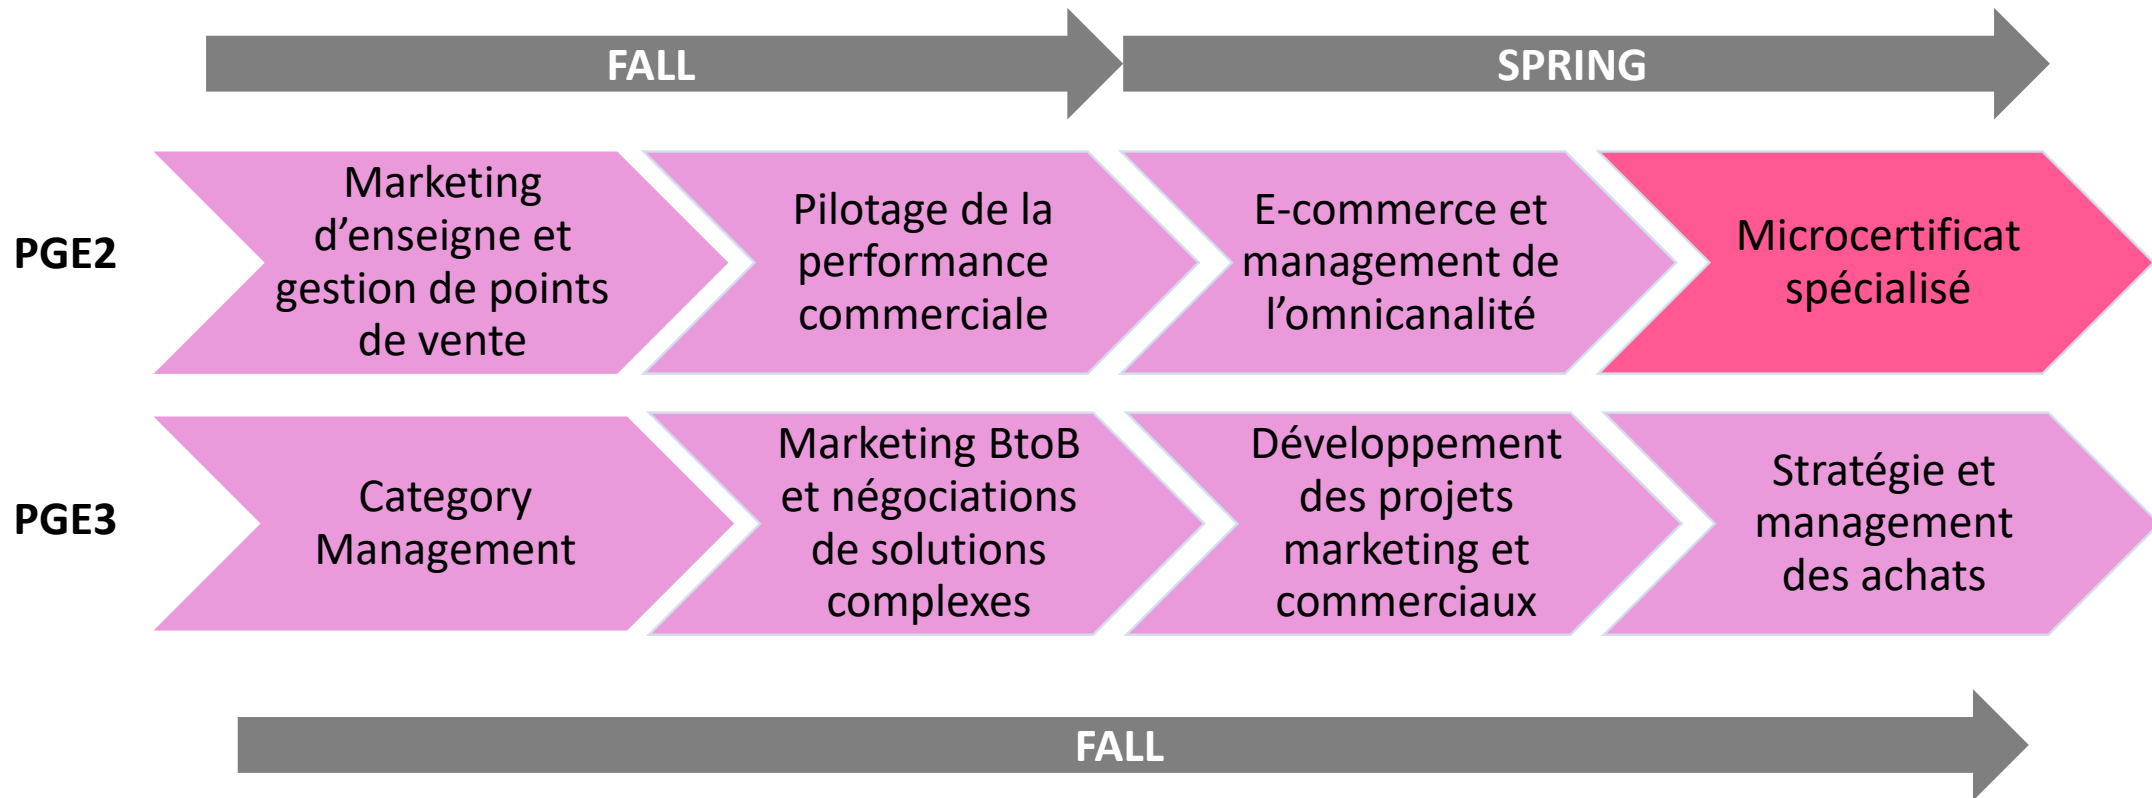 FALL
SPRING
PGE2
Marketing
d’enseigne et
gestion de points
de vente
Pilotage de la
performance
commerciale
E-commerce et
management de
l’omnicanalité
Microcertificat
spécialisé
PGE3
Category
Management
Marketing BtoB
et négociations
de solutions
complexes
Développement
des projets
marketing et
commerciaux
Stratégie et
management
des achats
FALL